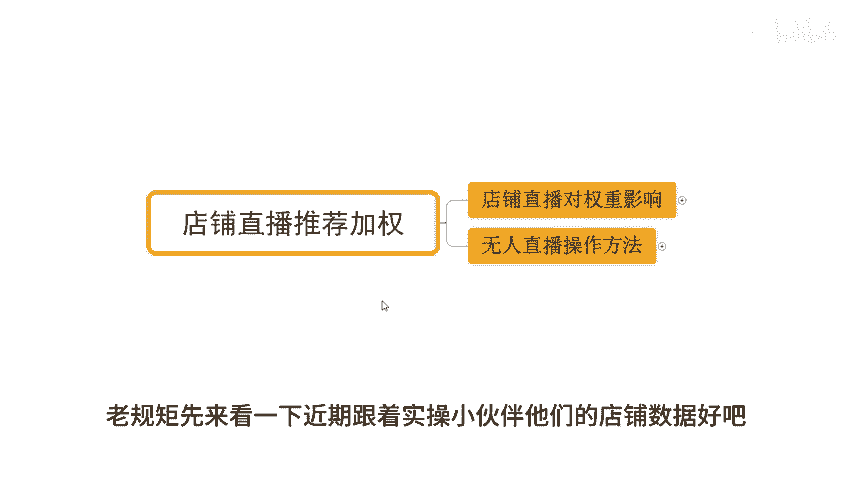 店铺直播推荐加权
店铺直播对权重影响
无人直播操作方法
老规矩先来看一下近期跟着实操小伙伴他们的店铺数据好吧